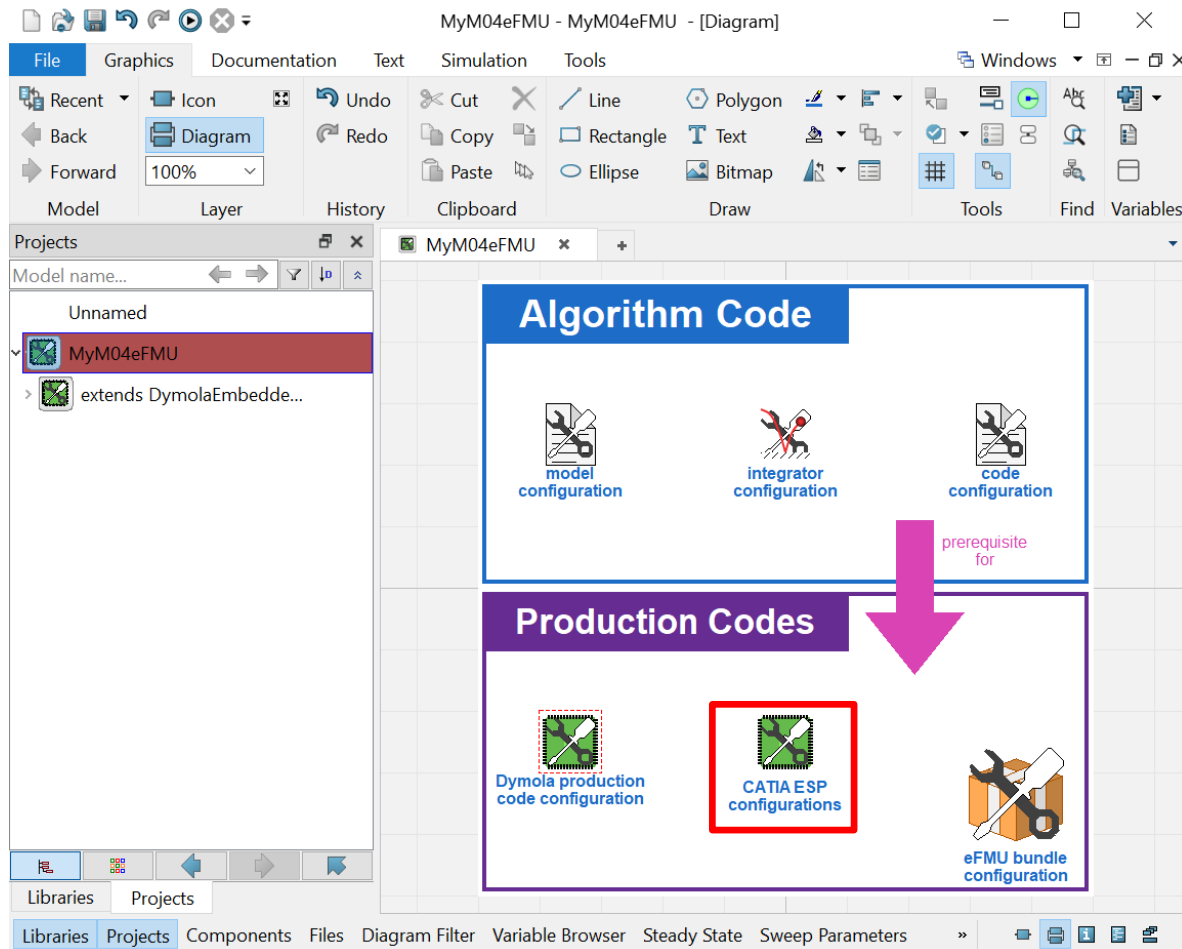 MyM04eFMU - MyM04eFMU - [Diagram]
File Graphics Documentation Text Simulation Tools Windows
Recent Icon Undo Cut Line Polygon Abc
Back Diagram Redo Copy Rectangle Text
Forward 100% Paste Ellipse Bitmap
Model Layer History Clipboard Draw Tools Find Variables
Projects
MyM04eFMU
Model name...
Unnamed
MyM04eFMU
extends DymolaEmbedde...
Algorithm Code
model
configuration
integrator
configuration
code
configuration
prerequisite
for
Production Codes
Dymola production
code configuration
CATIA ESP
configurations
eFMU bundle
configuration
Libraries Projects
Libraries Projects Components Files Diagram Filter Variable Browser Steady State Sweep Parameters »